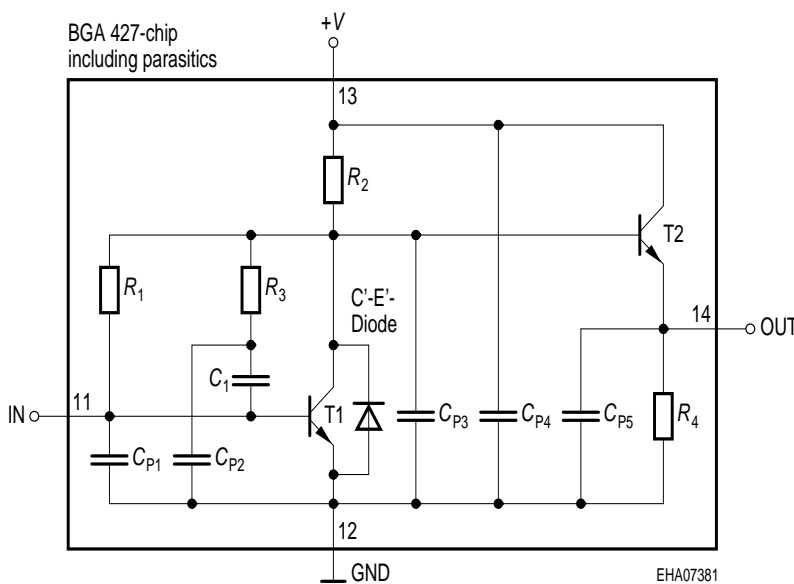 BGA 427-chip
including parasitics
+V
13
R2
T2
R1
R3
C'-E'-
Diode
14
OUT
C1
IN
11
T1
CP1
CP2
CP3
CP4
CP5
R4
12
GND
EHA07381